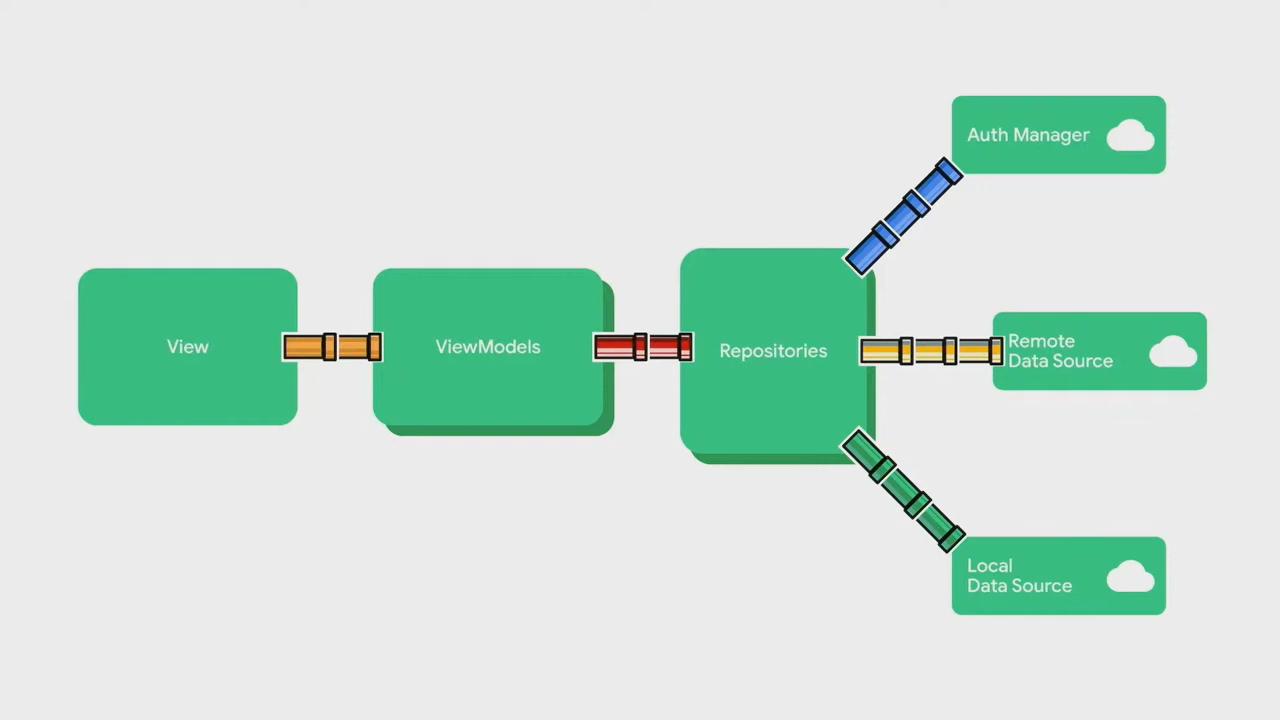 Auth Manager
View
ViewModels
Repositories
Remote
Data Source
Local
Data Source